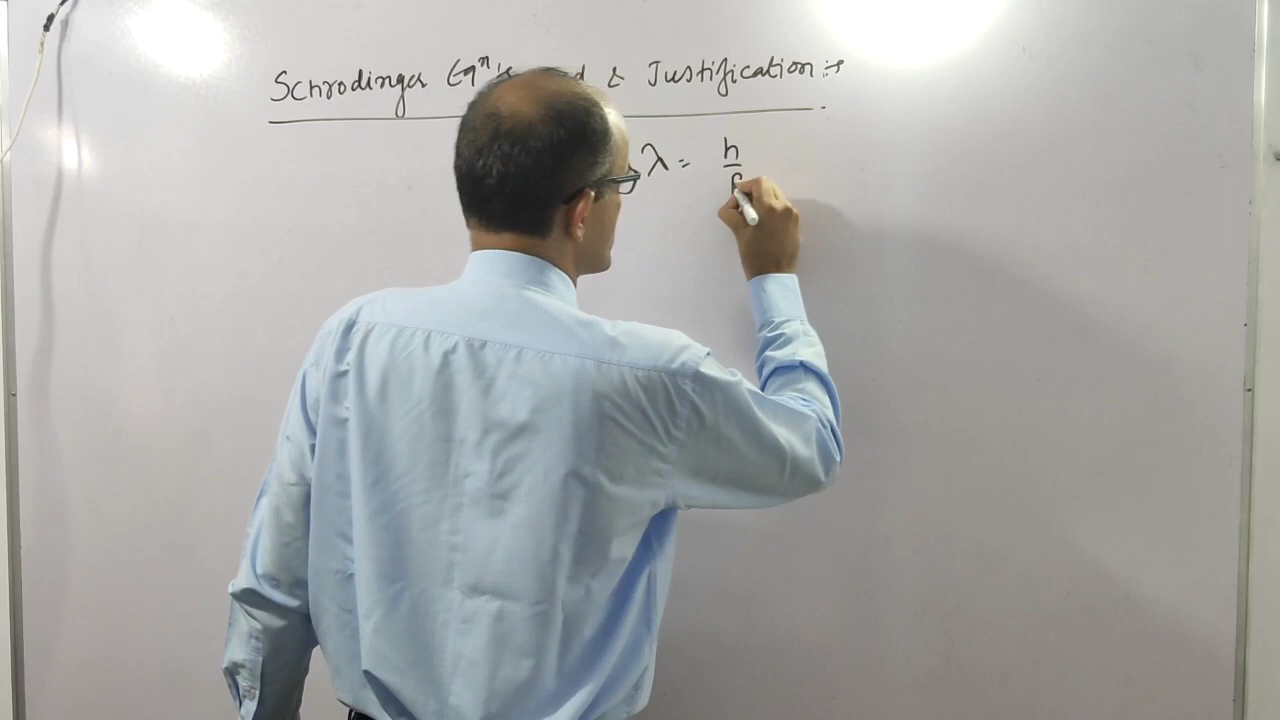 Schrodinger Eqⁿ's & Justification :→
λ = h
p